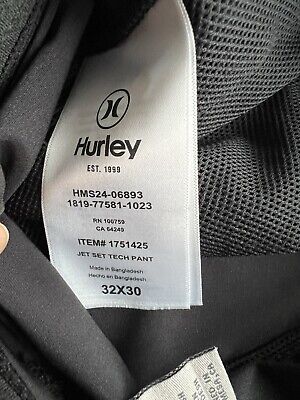 Hurley
EST. 1999
HMS24-06893
1819-77581-1023
RN 100759
CA 64249
ITEM# 1751425
JET SET TECH PANT
Made in Bangladesh
Hecho en Bangladesh
32X30